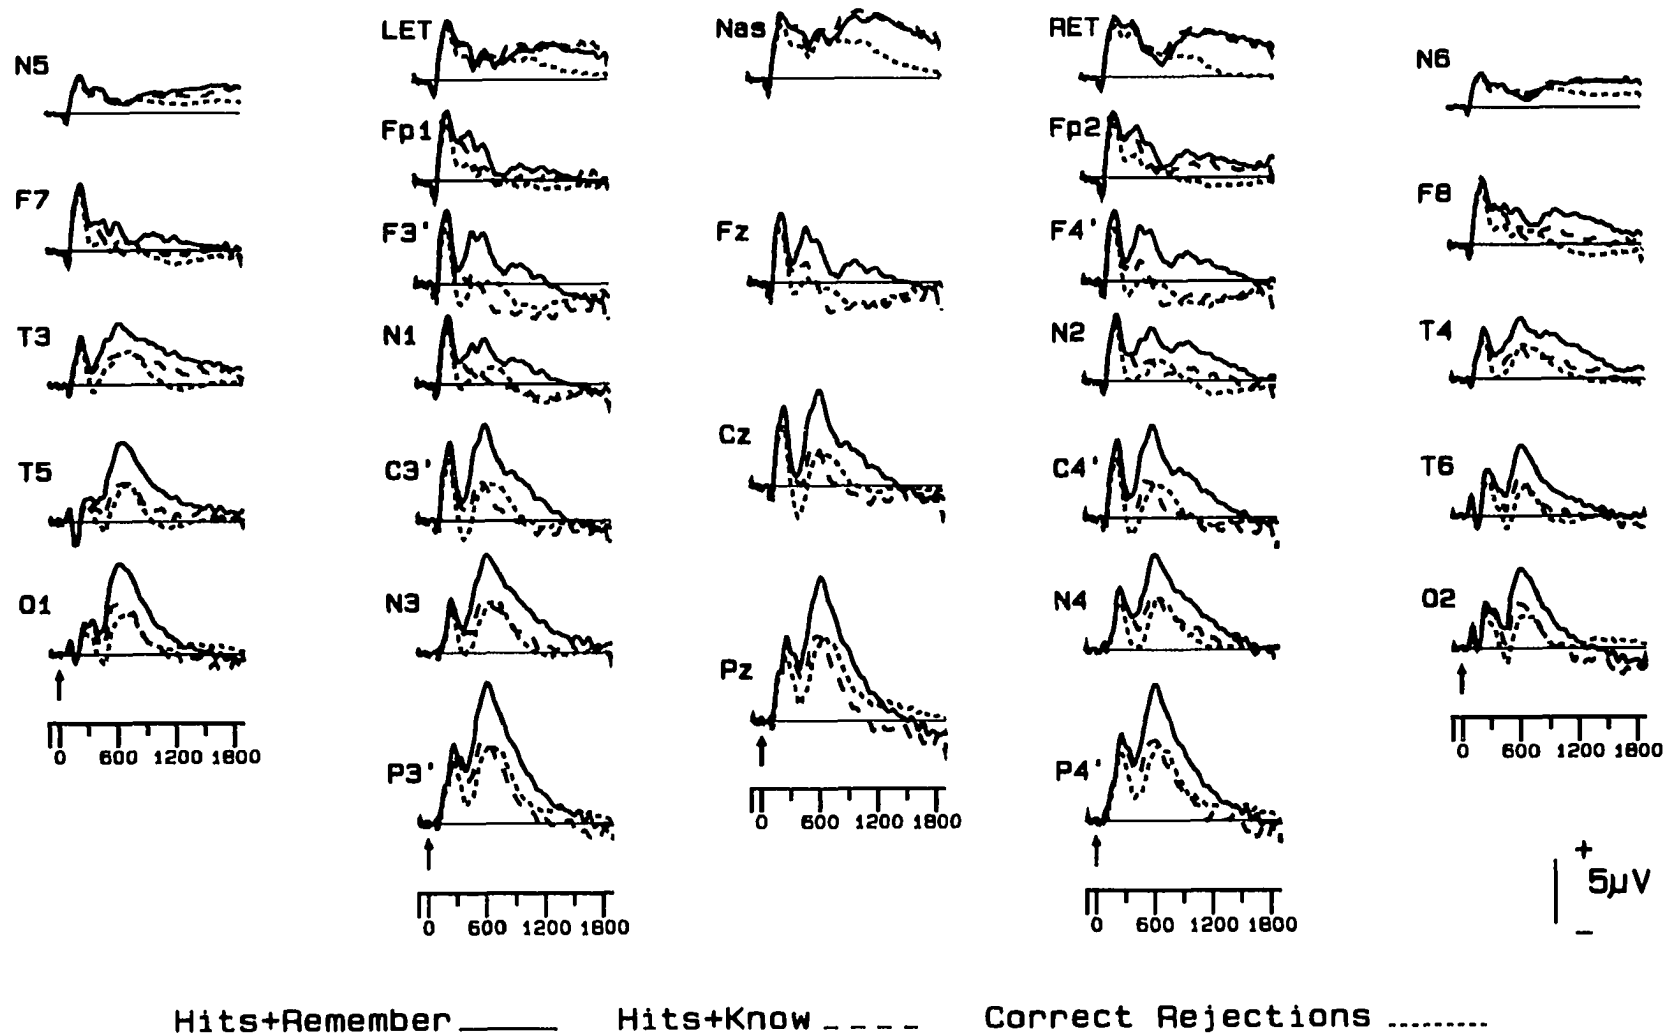 LET
Nas
RET
N5
N6
Fp1
Fp2
F7
F3'
Fz
F4'
F8
T3
N1
N2
T4
T5
C3'
Cz
C4'
T6
O1
N3
Pz
N4
O2
0 600 1200 1800
0 600 1200 1800
P3'
P4'
0 600 1200 1800
+
5µV
−
0 600 1200 1800
0 600 1200 1800
Hits+Remember
Hits+Know
Correct Rejections